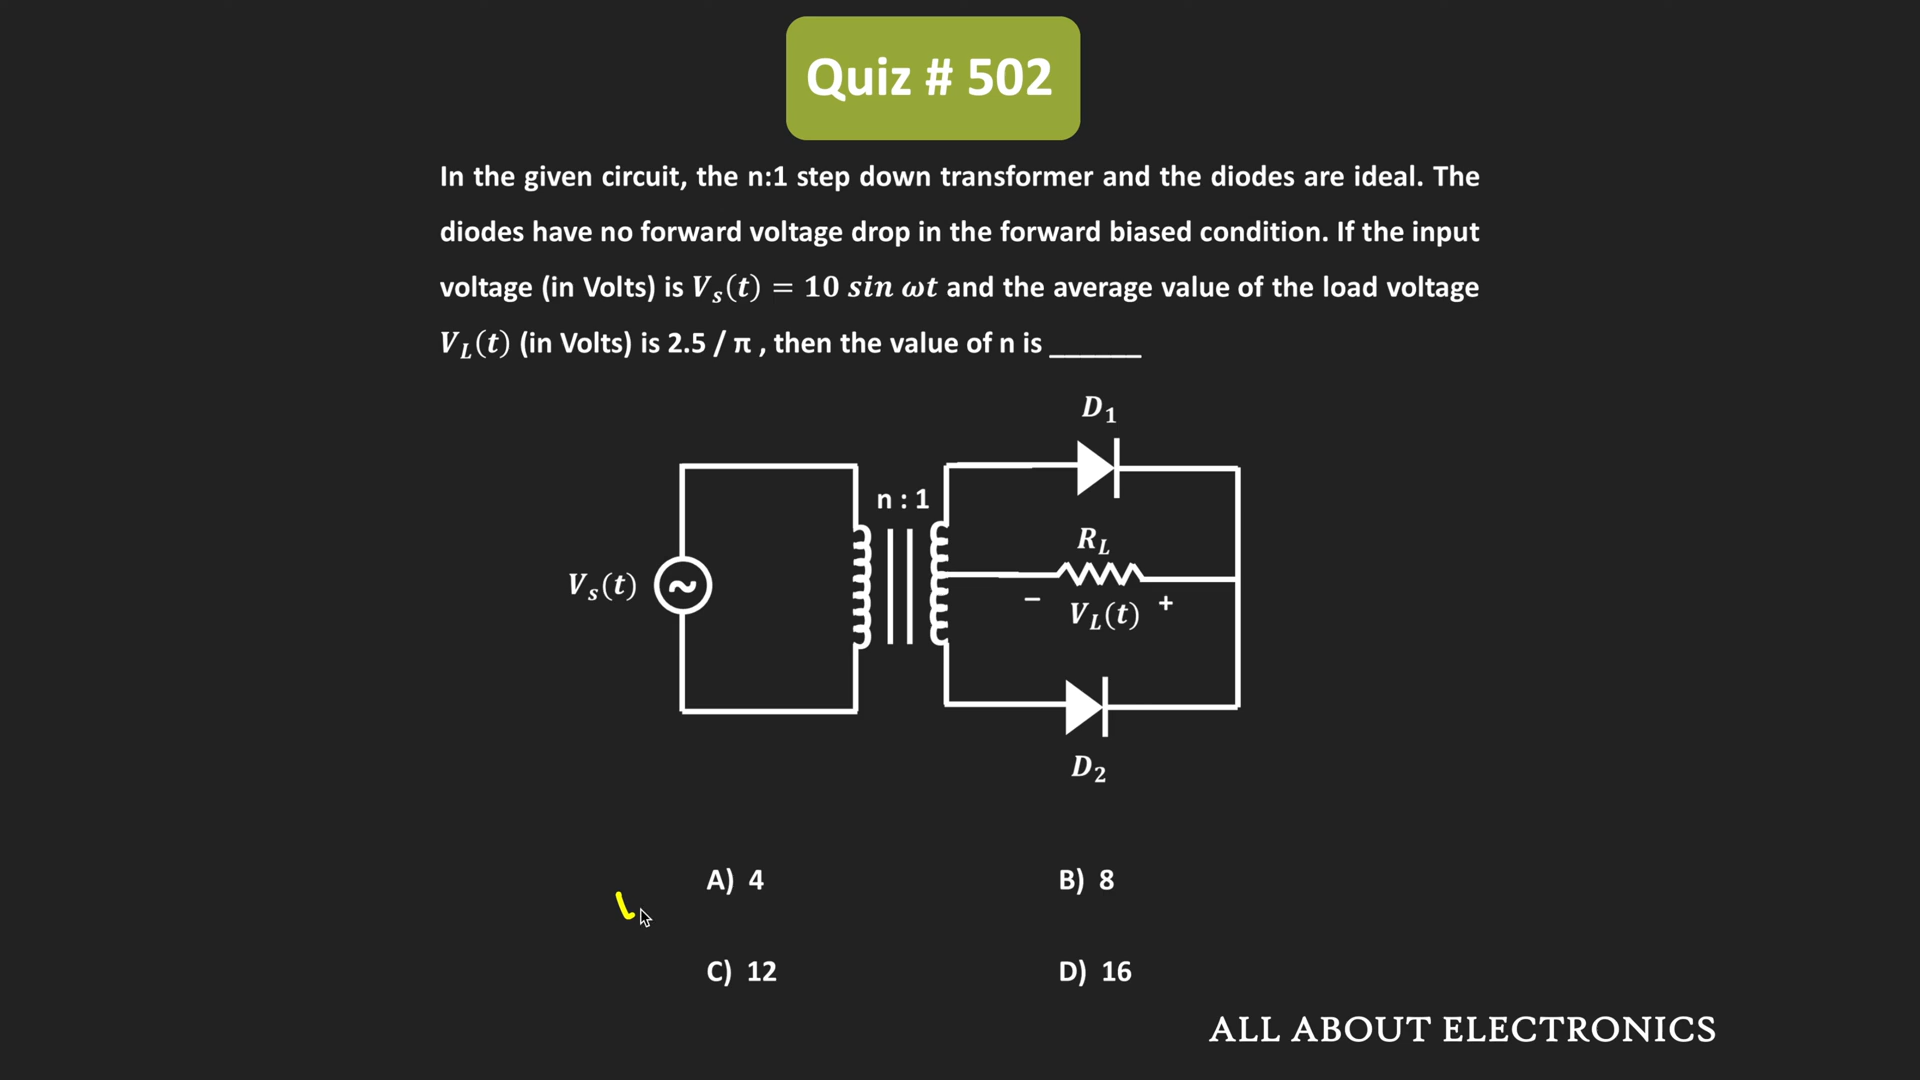 Quiz # 502
In the given circuit, the n:1 step down transformer and the diodes are ideal. The
diodes have no forward voltage drop in the forward biased condition. If the input
voltage (in Volts) is Vₛ(t) = 10 sin ωt and the average value of the load voltage
V_L(t) (in Volts) is 2.5 / π , then the value of n is ______
D₁
n : 1
R_L
Vₛ(t)
~
− V_L(t) +
D₂
A) 4 B) 8
C) 12 D) 16
ALL ABOUT ELECTRONICS